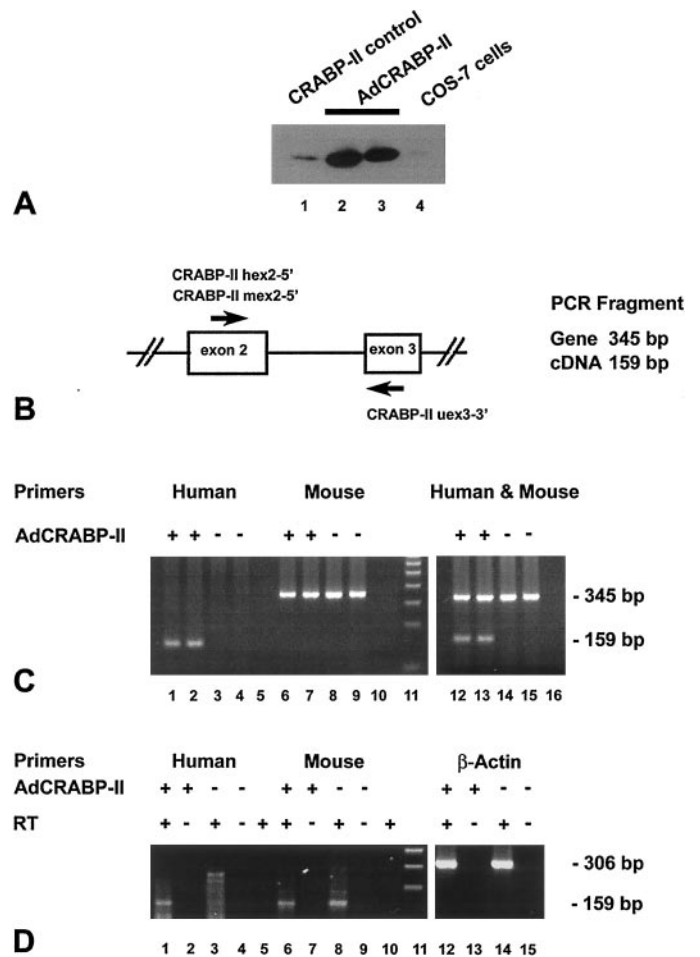 CRABP-II control
AdCRABP-II
COS-7 cells
1 2 3 4
A
CRABP-II hex2-5'
CRABP-II mex2-5'
exon 2
exon 3
CRABP-II uex3-3'
PCR Fragment
Gene 345 bp
cDNA 159 bp
B
Primers Human Mouse Human & Mouse
AdCRABP-II + + - - + + - - + + - -
- 345 bp
- 159 bp
C
1 2 3 4 5 6 7 8 9 10 11 12 13 14 15 16
Primers Human Mouse β-Actin
AdCRABP-II + + - - + + - - + + - -
RT + - + - + + - + - + + - + -
- 306 bp
- 159 bp
D
1 2 3 4 5 6 7 8 9 10 11 12 13 14 15